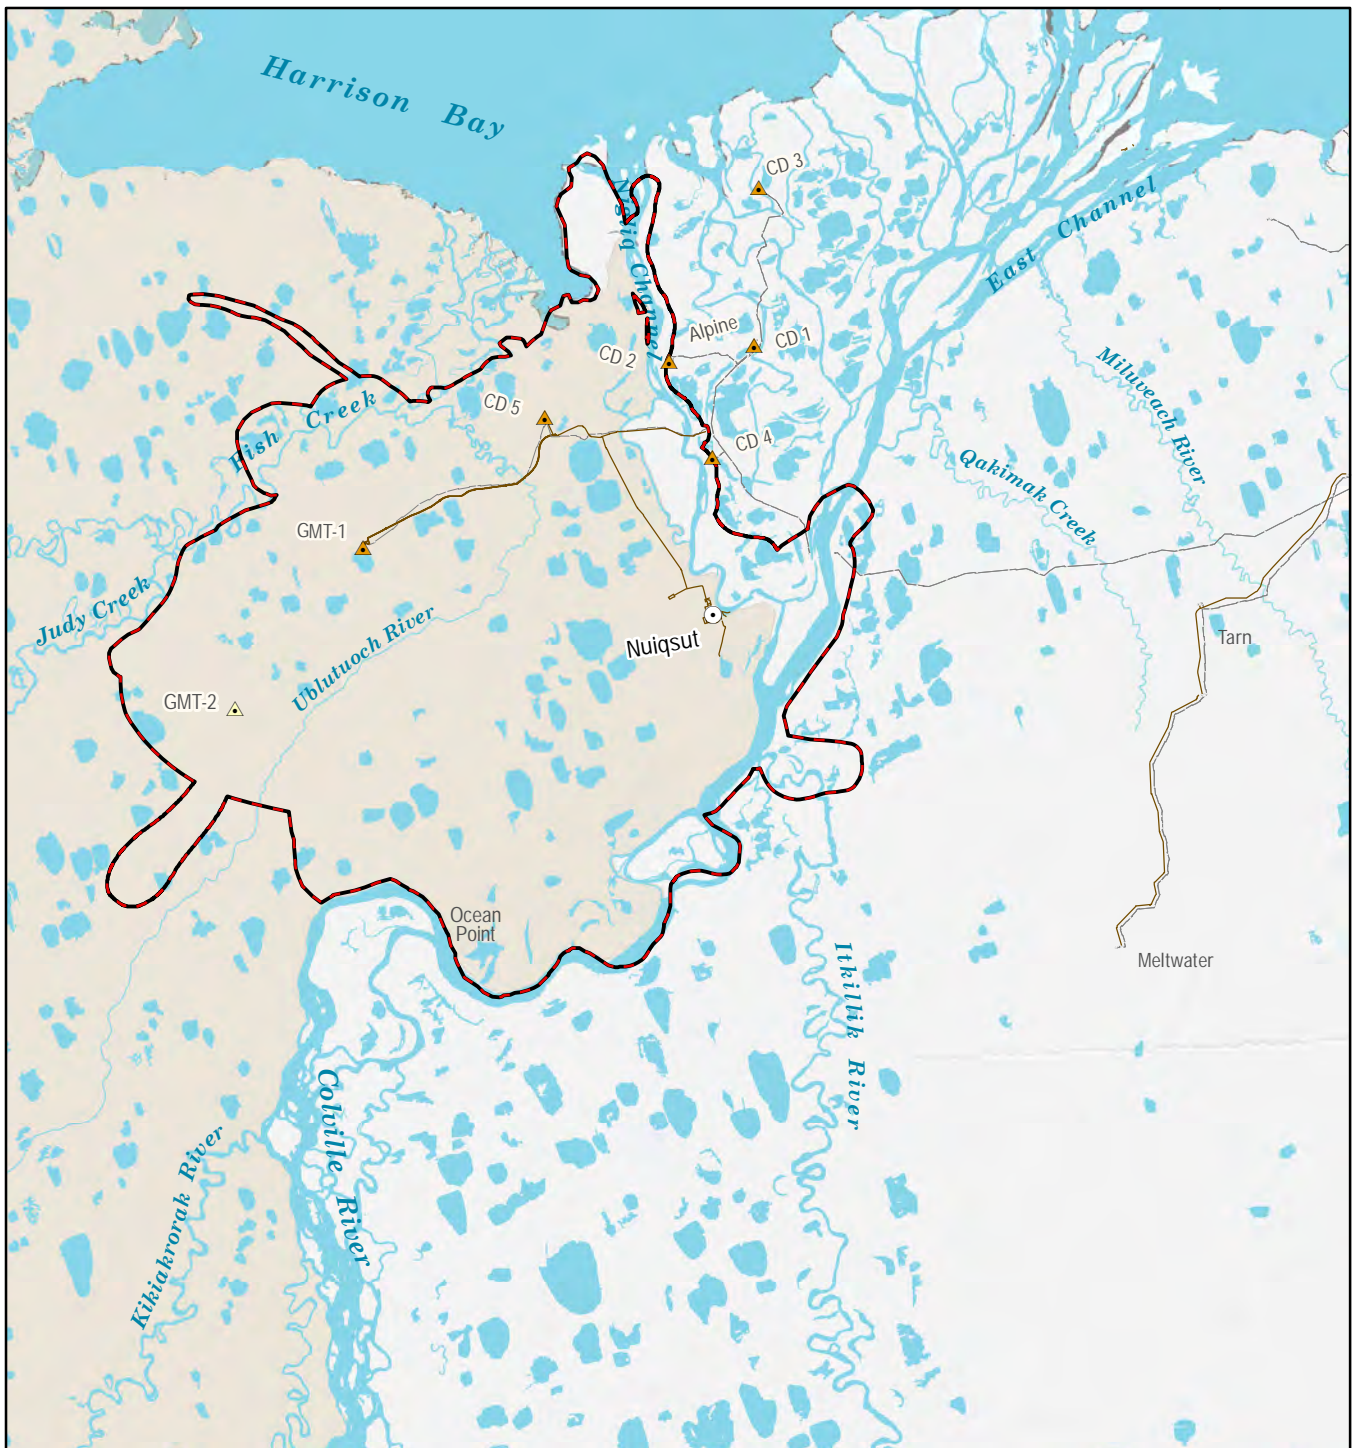 Harrison Bay
CD 3
Nigliq Channel
East Channel
Alpine
CD 1
CD 2
Miluveach River
CD 5
Fish Creek
CD 4
Qakimak Creek
GMT-1
Judy Creek
Ublutuoch River
Nuiqsut
Tarn
GMT-2
Ocean
Point
Meltwater
Itkillik River
Colville River
Kikiakrorak River